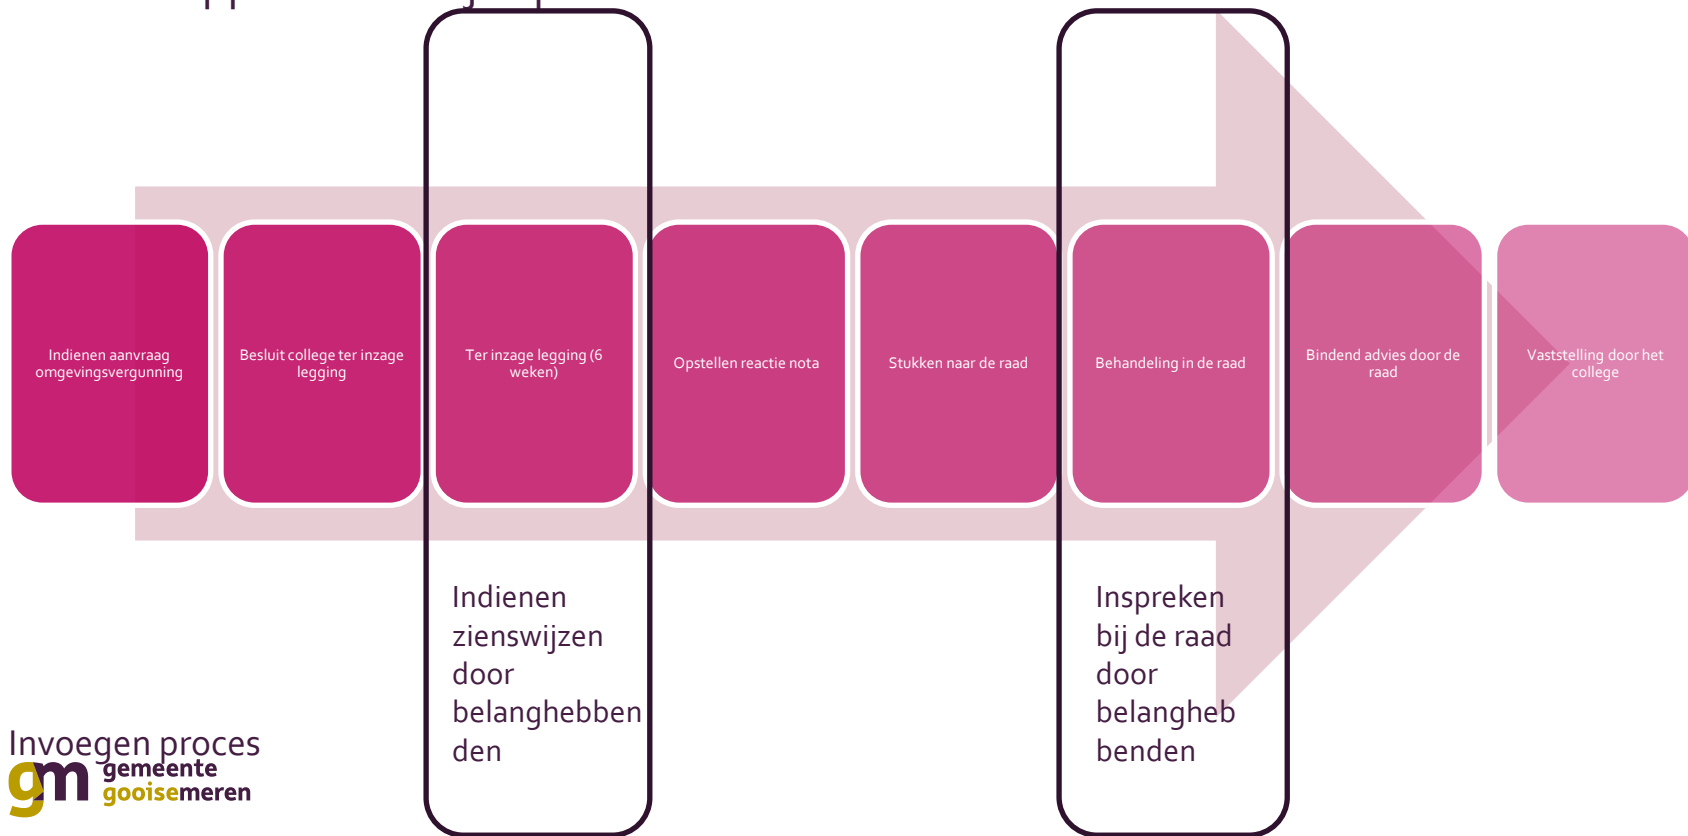 Indienen aanvraag
omgevingsvergunning
Besluit college ter inzage
legging
Ter inzage legging (6
weken)
Opstellen reactie nota
Stukken naar de raad
Behandeling in de raad
Bindend advies door de
raad
Vaststelling door het
college
Indienen
zienswijzen
door
belanghebben
den
Inspreken
bij de raad
door
belangheb
benden
Invoegen proces
gm
gemeente
gooisemeren